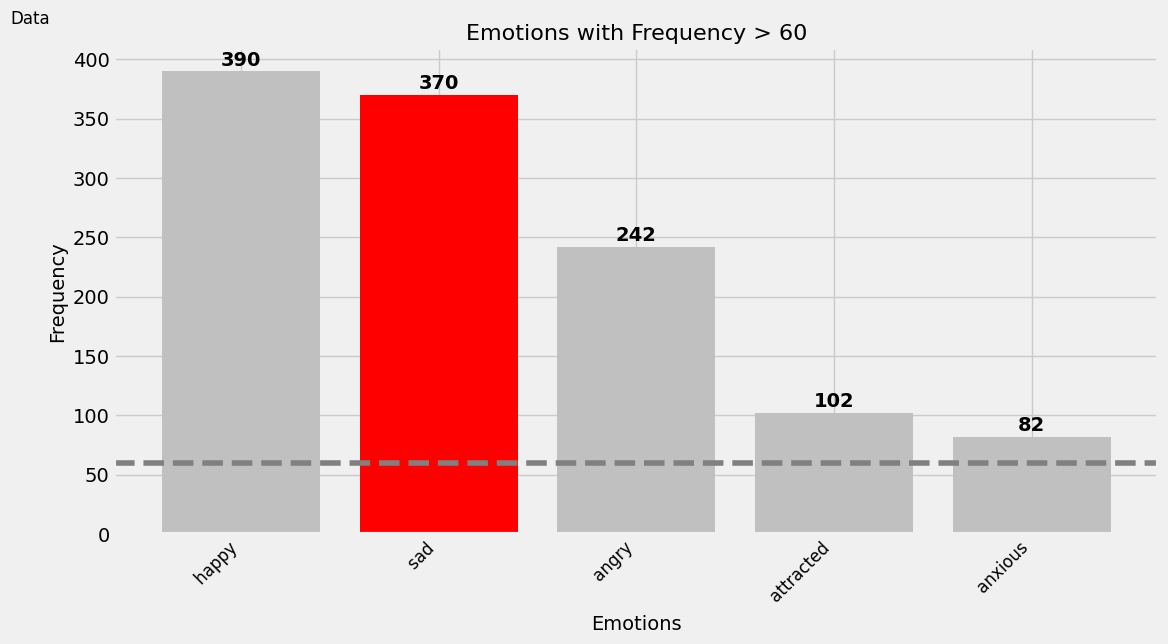 Data
Emotions with Frequency > 60
Frequency
400
350
300
250
200
150
100
50
0
390
370
242
102
82
happy
sad
angry
attracted
anxious
Emotions